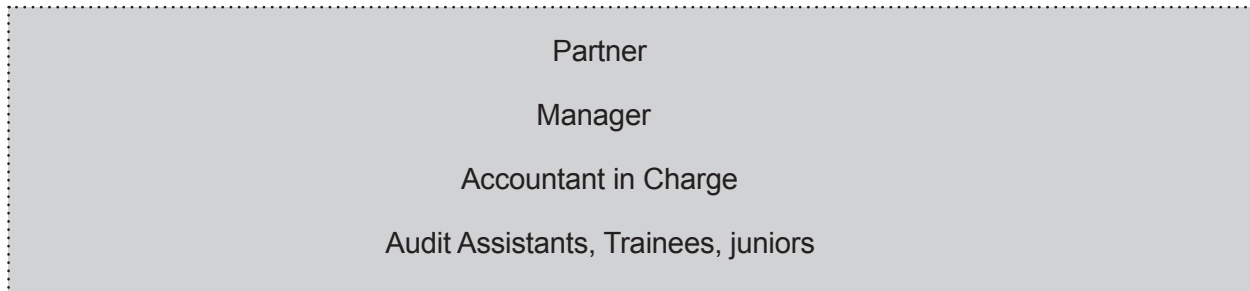 Partner
Manager
Accountant in Charge
Audit Assistants, Trainees, juniors